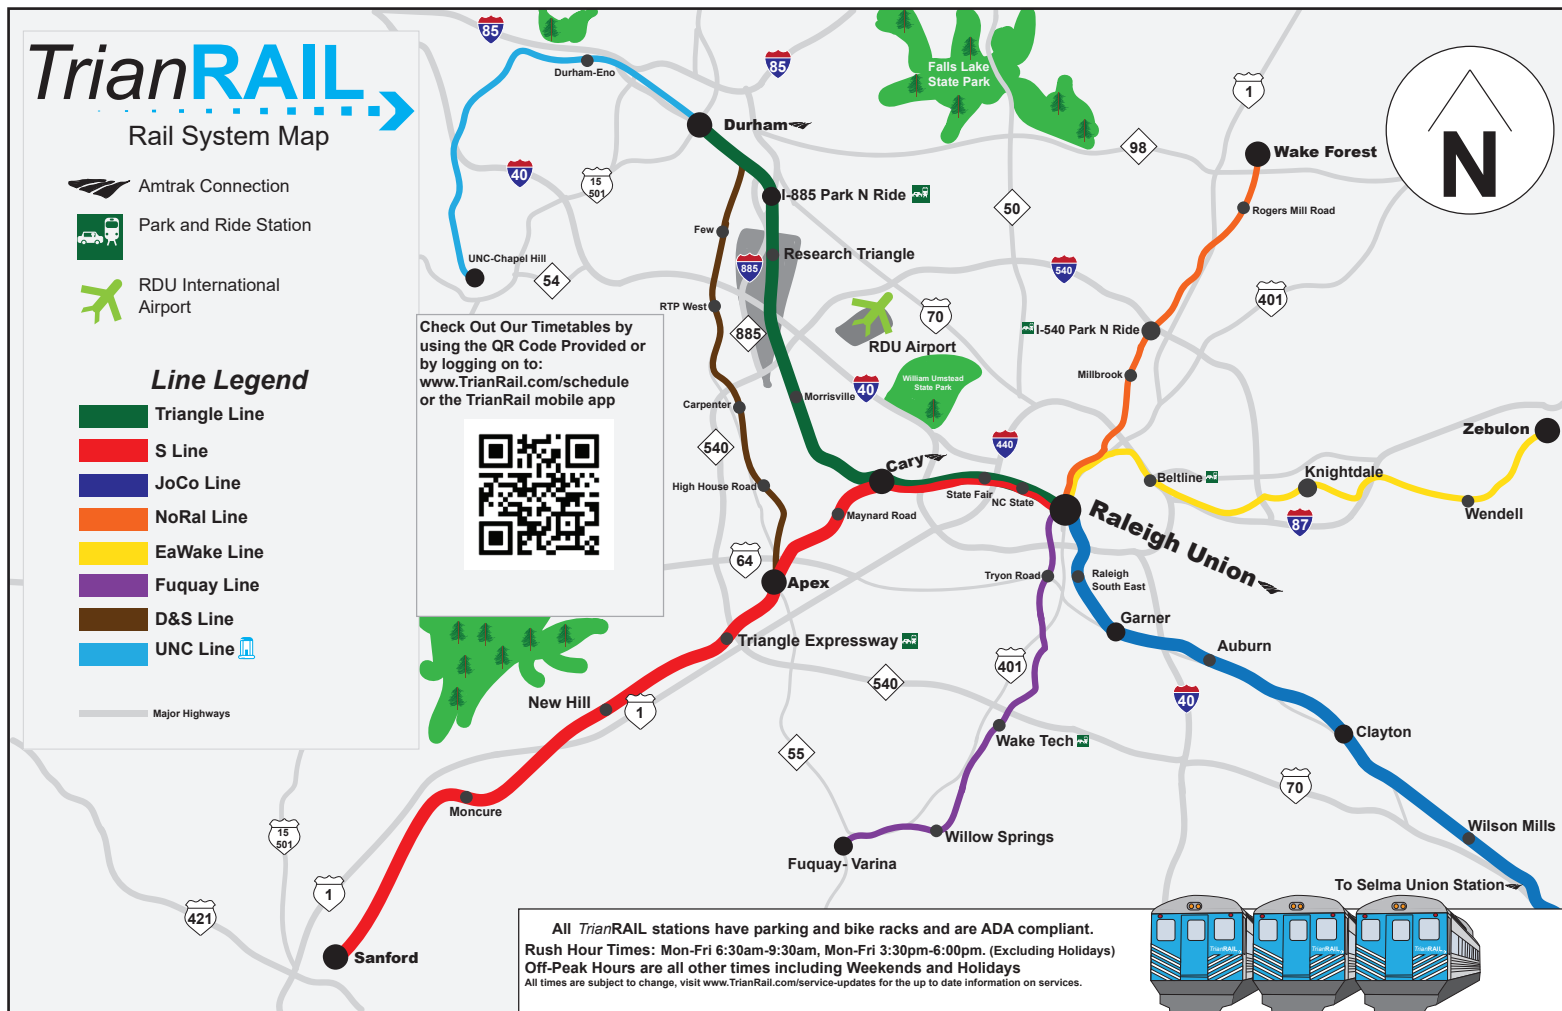 TrianRAIL
Rail System Map
Amtrak Connection
Park and Ride Station
RDU International
Airport
Line Legend
Triangle Line
S Line
JoCo Line
NoRal Line
EaWake Line
Fuquay Line
D&S Line
UNC Line
Major Highways
Check Out Our Timetables by
using the QR Code Provided or
by logging on to:
www.TrianRail.com/schedule
or the TrianRail mobile app
N
85
Durham-Eno
85
Durham
40
15
501
UNC-Chapel Hill
54
I-885 Park N Ride
Few
Research Triangle
885
RTP West
885
Falls Lake
State Park
98
50
1
Wake Forest
Rogers Mill Road
540
401
70
RDU Airport
I-540 Park N Ride
Millbrook
William Umstead
State Park
40
Morrisville
Carpenter
540
440
Zebulon
Cary
High House Road
State Fair
NC State
Beltline
Knightdale
Wendell
87
Maynard Road
Raleigh Union
64
Apex
Tryon Road
Raleigh
South East
Garner
Triangle Expressway
Auburn
401
540
40
New Hill
1
Wake Tech
Clayton
55
70
Moncure
15
501
Willow Springs
Wilson Mills
Fuquay- Varina
To Selma Union Station
1
421
Sanford
All TrianRAIL stations have parking and bike racks and are ADA compliant.
Rush Hour Times: Mon-Fri 6:30am-9:30am, Mon-Fri 3:30pm-6:00pm. (Excluding Holidays)
Off-Peak Hours are all other times including Weekends and Holidays
All times are subject to change, visit www.TrianRail.com/service-updates for the up to date information on services.
TrianRAIL
TrianRAIL
TrianRAIL